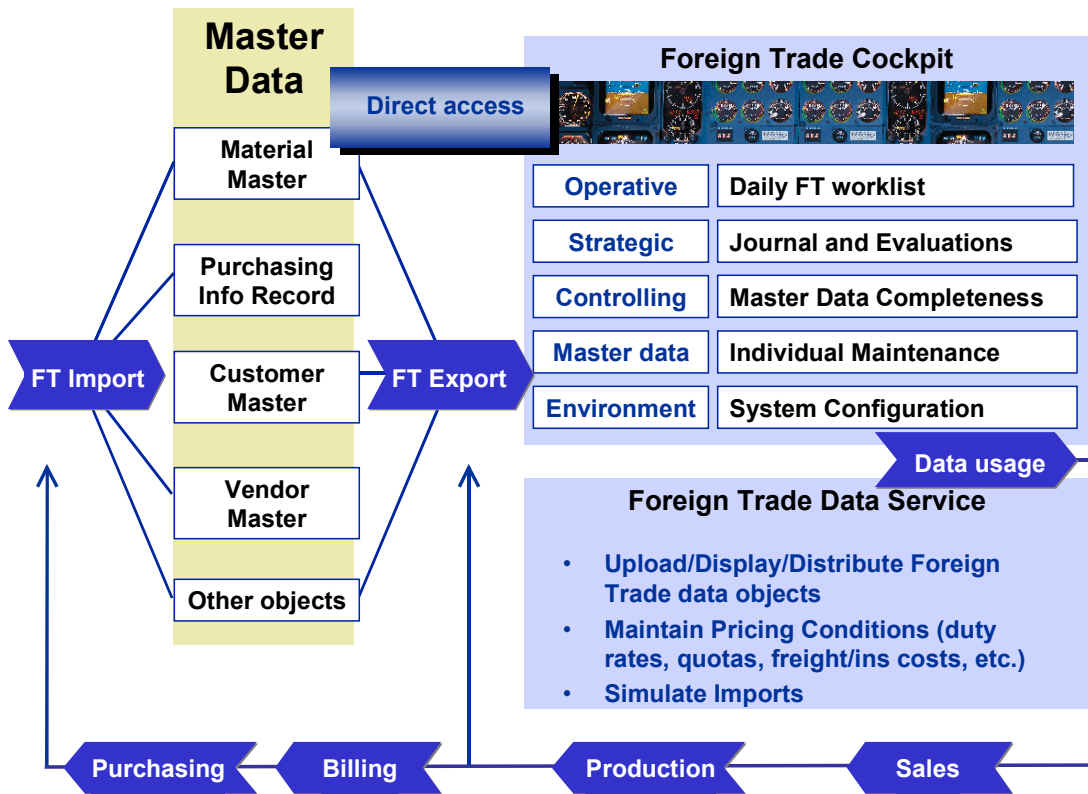 Master
Data
Direct access
Material
Master
Purchasing
Info Record
Customer
Master
Vendor
Master
Other objects
FT Import
FT Export
Foreign Trade Cockpit
Operative
Daily FT worklist
Strategic
Journal and Evaluations
Controlling
Master Data Completeness
Master data
Individual Maintenance
Environment
System Configuration
Data usage
Foreign Trade Data Service
• Upload/Display/Distribute Foreign
Trade data objects
• Maintain Pricing Conditions (duty
rates, quotas, freight/ins costs, etc.)
• Simulate Imports
Purchasing
Billing
Production
Sales